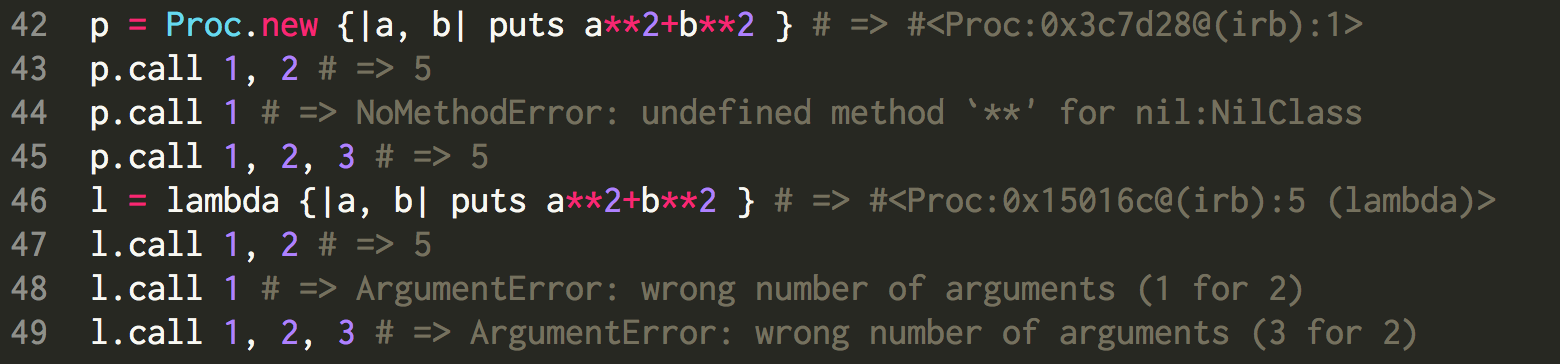 42 p = Proc.new {|a, b| puts a**2+b**2 } # => #<Proc:0x3c7d28@(irb):1>
43 p.call 1, 2 # => 5
44 p.call 1 # => NoMethodError: undefined method `**' for nil:NilClass
45 p.call 1, 2, 3 # => 5
46 l = lambda {|a, b| puts a**2+b**2 } # => #<Proc:0x15016c@(irb):5 (lambda)>
47 l.call 1, 2 # => 5
48 l.call 1 # => ArgumentError: wrong number of arguments (1 for 2)
49 l.call 1, 2, 3 # => ArgumentError: wrong number of arguments (3 for 2)